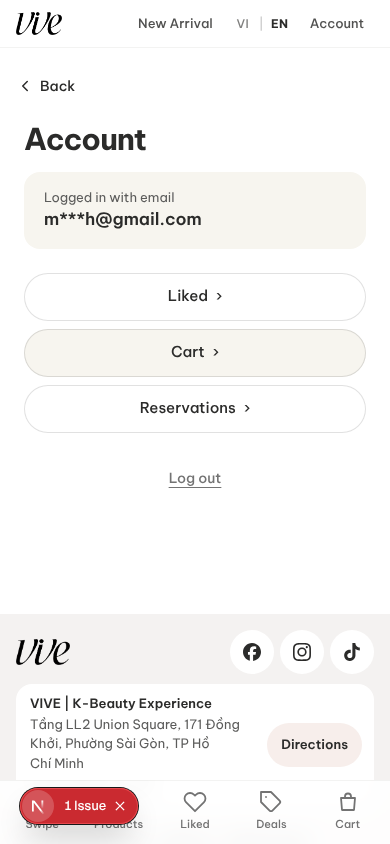 ViVe
New Arrival VI | EN Account
Back
Account
Logged in with email
m***h@gmail.com
Liked
Cart
Reservations
Log out
ViVe
VIVE | K-Beauty Experience
Tầng LL2 Union Square, 171 Đồng
Khởi, Phường Sài Gòn, TP Hồ
Chí Minh
Directions
N 1 Issue
Swipe Products Liked Deals Cart